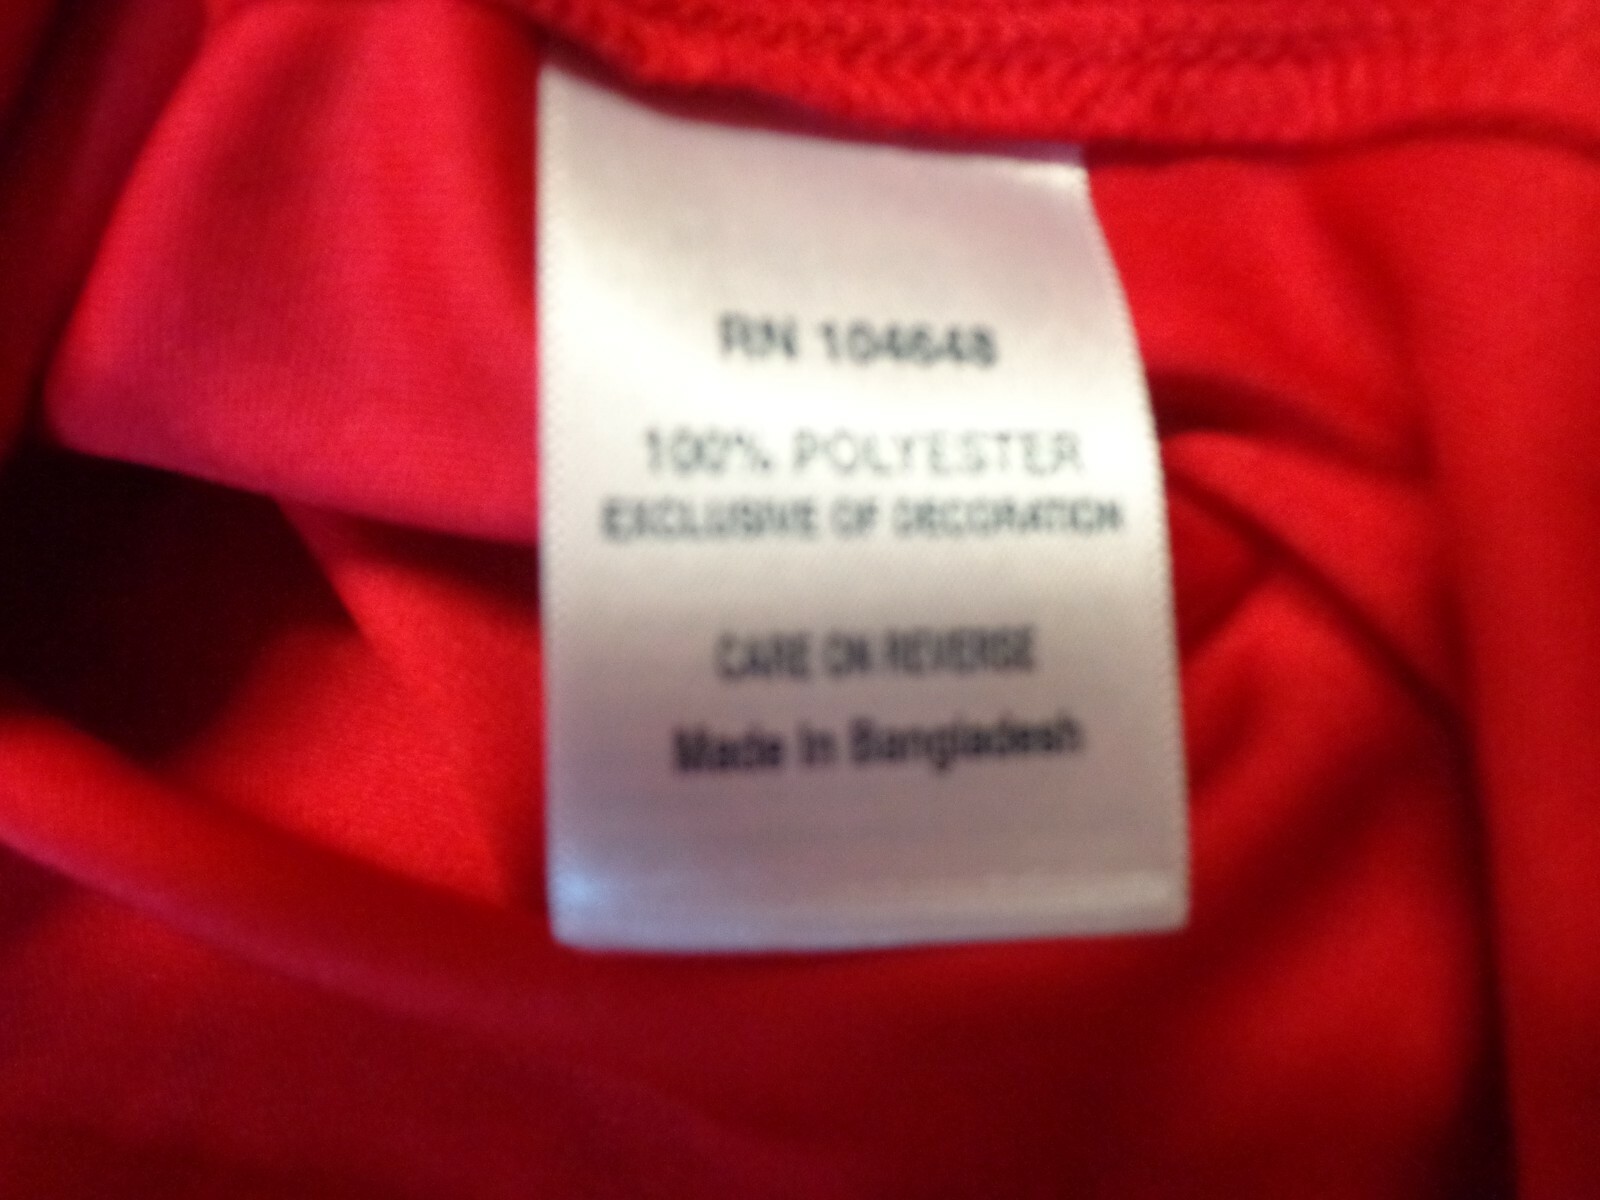 RN 104648
100% POLYESTER
EXCLUSIVE OF DECORATION
CARE ON REVERSE
Made In Bangladesh